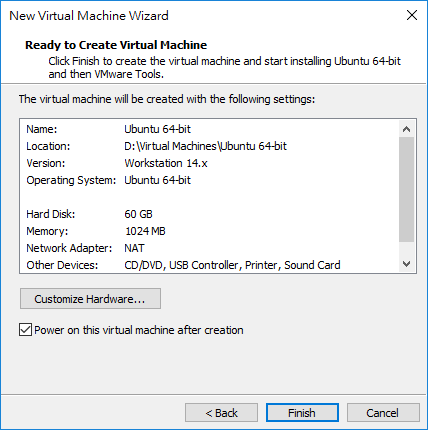 New Virtual Machine Wizard
Ready to Create Virtual Machine
Click Finish to create the virtual machine and start installing Ubuntu 64-bit
and then VMware Tools.
The virtual machine will be created with the following settings:
Name: Ubuntu 64-bit
Location: D:\Virtual Machines\Ubuntu 64-bit
Version: Workstation 14.x
Operating System: Ubuntu 64-bit
Hard Disk: 60 GB
Memory: 1024 MB
Network Adapter: NAT
Other Devices: CD/DVD, USB Controller, Printer, Sound Card
Customize Hardware...
Power on this virtual machine after creation
< Back Finish Cancel